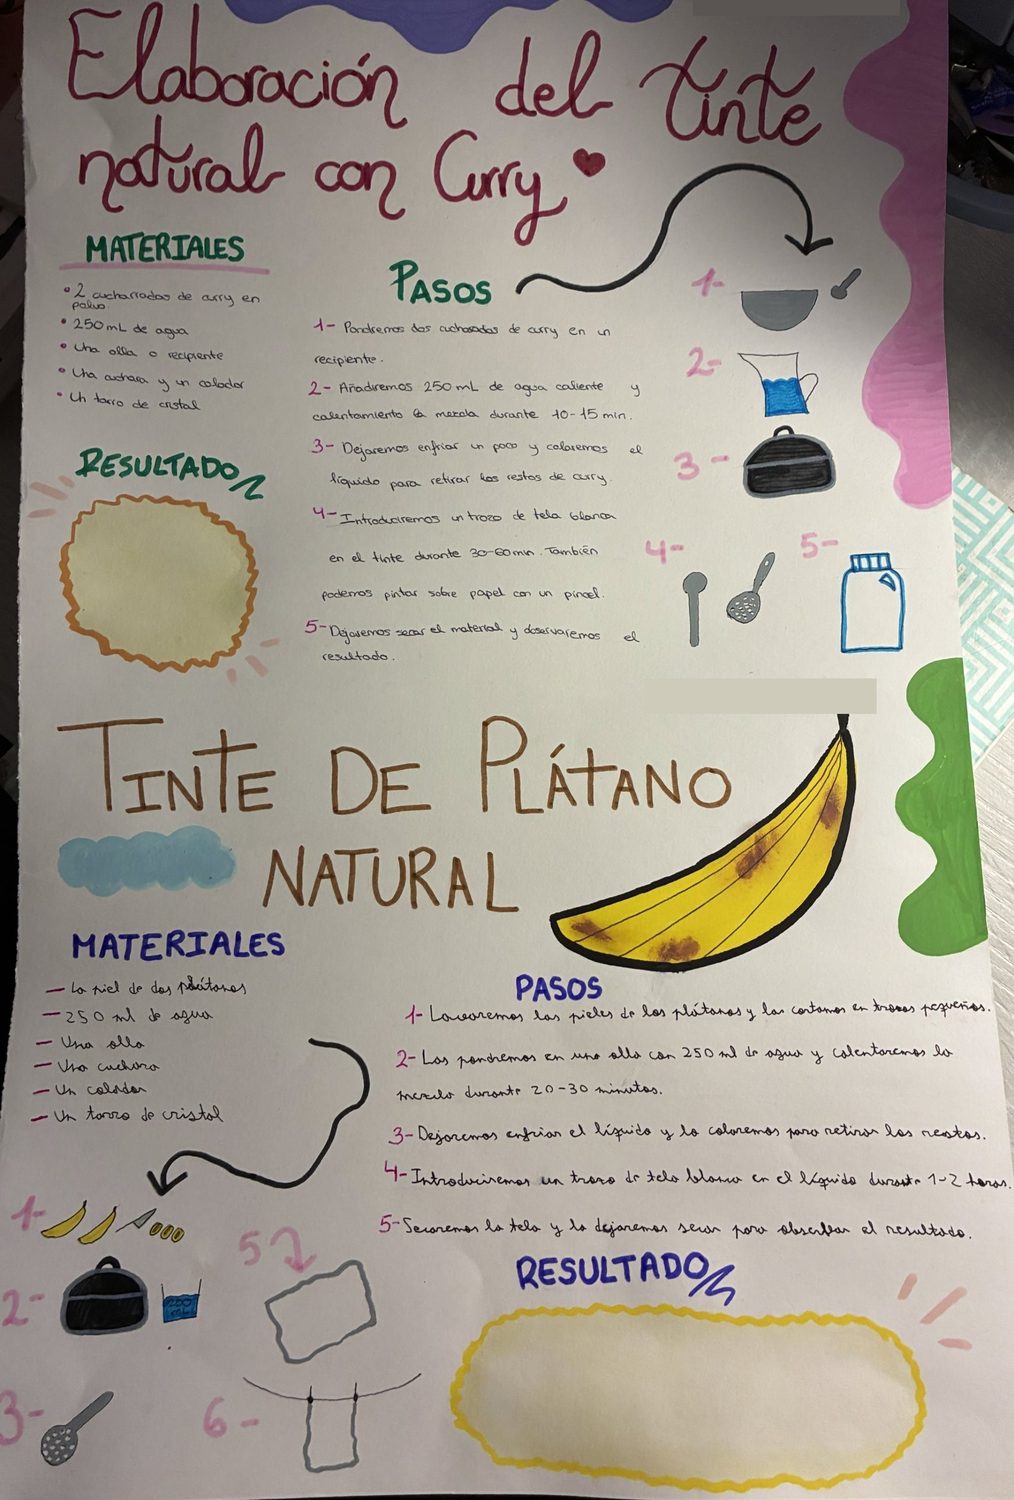 Elaboración del tinte
natural con Curry
MATERIALES
• 2 cucharradas de curry en
polvo.
• 250 mL de agua
• Una olla o recipiente
• Una cuchara y un colador
• Un tarro de cristal
RESULTADO
PASOS
1- Pondremos dos cucharadas de curry en un
recipiente.
2- Añadiremos 250 mL de agua caliente y
calentamiento la mezcla durante 10-15 min.
3- Dejaremos enfriar un poco y colaremos el
líquido para retirar los restos de curry.
4- Introduciremos un trozo de tela blanca
en el tinte durante 30-60 min. También
podemos pintar sobre papel con un pincel.
5- Dejaremos secar el material y observaremos el
resultado.
1-
2-
3-
4-
5-
TINTE DE PLÁTANO
NATURAL
MATERIALES
— La piel de dos plátanos
— 250 ml de agua
— Una olla
— Una cuchara
— Un colador
— Un tarro de cristal
PASOS
1- Lavaremos las pieles de los plátanos y las cortamos en trozos pequeños.
2- Las pondremos en una olla con 250 ml de agua y calentaremos la
mezcla durante 20-30 minutos.
3- Dejaremos enfriar el líquido y lo colaremos para retirar los restos.
4- Introduciremos un trozo de tela blanca en el líquido durante 1-2 horas.
5- Secaremos la tela y la dejaremos secar para observar el resultado.
1-
2-
3-
5
6-
RESULTADO